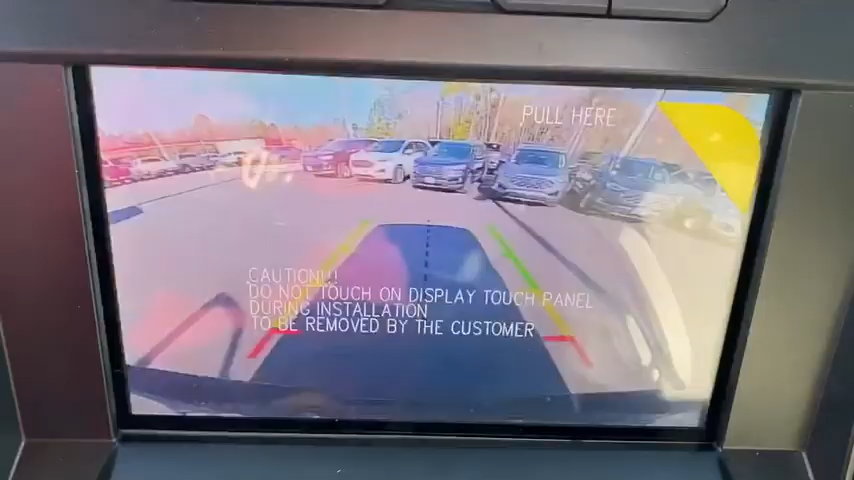 PULL HERE
CAUTION!!!
DO NOT TOUCH ON DISPLAY TOUCH PANEL
DURING INSTALLATION
TO BE REMOVED BY THE CUSTOMER